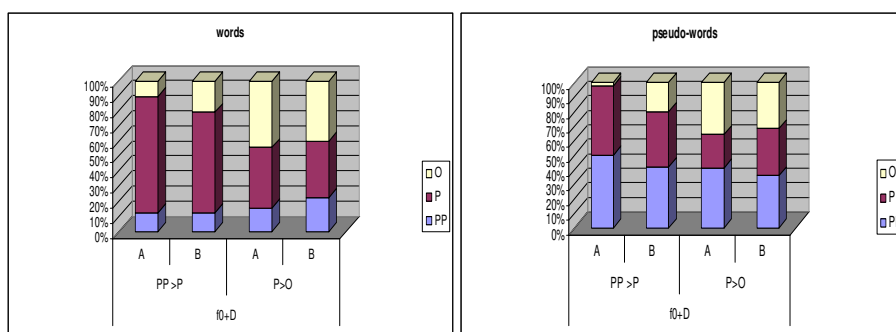 words
100%
90%
80%
70%
60%
50%
40%
30%
20%
10%
0%
A B A B
PP >P P>O
f0+D
O
P
PP
pseudo-words
100%
90%
80%
70%
60%
50%
40%
30%
20%
10%
0%
A B A B
PP >P P>O
f0+D
O
P
P